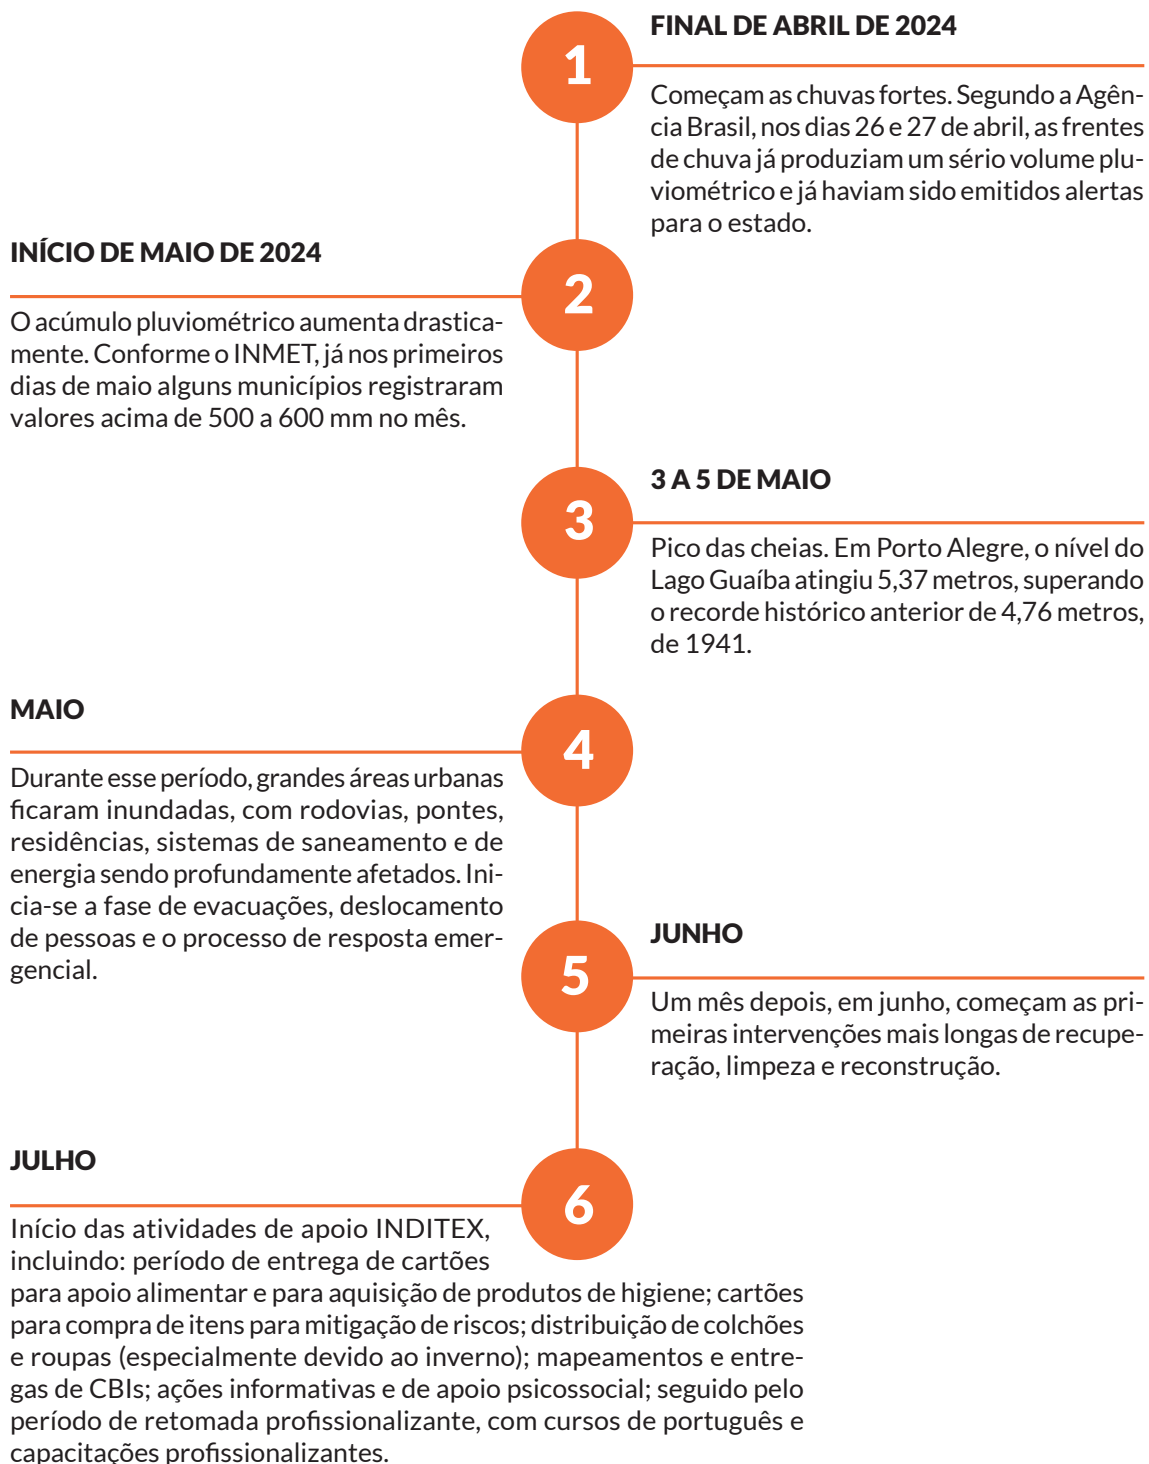 1
FINAL DE ABRIL DE 2024
Começam as chuvas fortes. Segundo a Agên-
cia Brasil, nos dias 26 e 27 de abril, as frentes
de chuva já produziam um sério volume plu-
viométrico e já haviam sido emitidos alertas
para o estado.
INÍCIO DE MAIO DE 2024
2
O acúmulo pluviométrico aumenta drastica-
mente. Conforme o INMET, já nos primeiros
dias de maio alguns municípios registraram
valores acima de 500 a 600 mm no mês.
3
3 A 5 DE MAIO
Pico das cheias. Em Porto Alegre, o nível do
Lago Guaíba atingiu 5,37 metros, superando
o recorde histórico anterior de 4,76 metros,
de 1941.
MAIO
4
Durante esse período, grandes áreas urbanas
ficaram inundadas, com rodovias, pontes,
residências, sistemas de saneamento e de
energia sendo profundamente afetados. Ini-
cia-se a fase de evacuações, deslocamento
de pessoas e o processo de resposta emer-
gencial.
5
JUNHO
Um mês depois, em junho, começam as pri-
meiras intervenções mais longas de recupe-
ração, limpeza e reconstrução.
JULHO
6
Início das atividades de apoio INDITEX,
incluindo: período de entrega de cartões
para apoio alimentar e para aquisição de produtos de higiene; cartões
para compra de itens para mitigação de riscos; distribuição de colchões
e roupas (especialmente devido ao inverno); mapeamentos e entre-
gas de CBIs; ações informativas e de apoio psicossocial; seguido pelo
período de retomada profissionalizante, com cursos de português e
capacitações profissionalizantes.